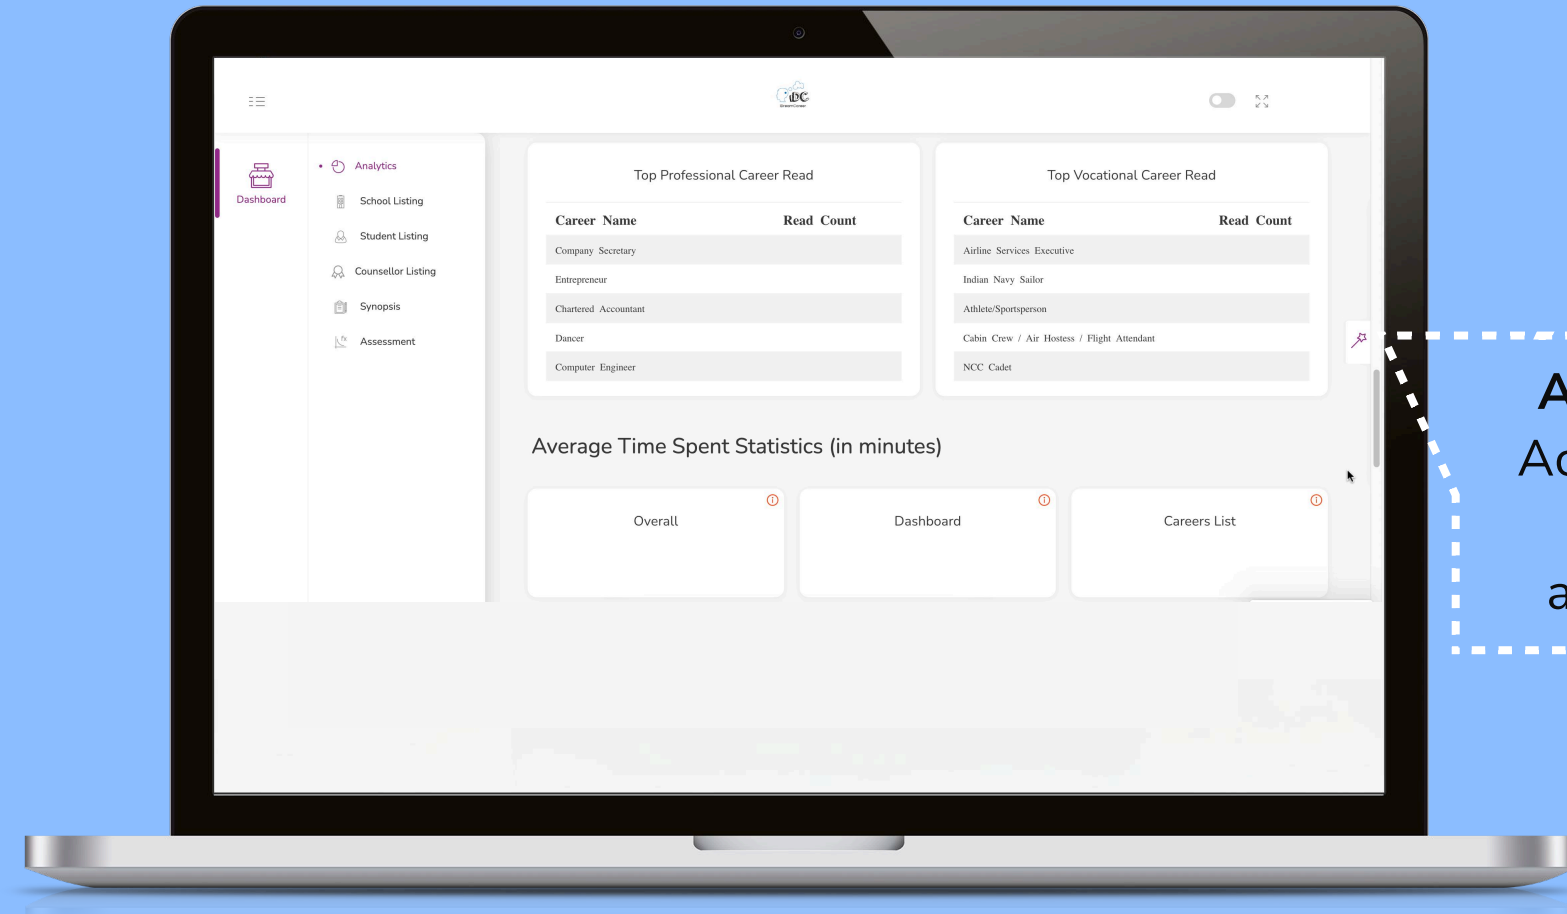 DC
Dashboard
Analytics
School Listing
Student Listing
Counsellor Listing
Synopsis
Assessment
Top Professional Career Read
Career Name Read Count
Company Secretary
Entrepreneur
Chartered Accountant
Dancer
Computer Engineer
Top Vocational Career Read
Career Name Read Count
Airline Services Executive
Indian Navy Sailor
Athlete/Sportsperson
Cabin Crew / Air Hostess / Flight Attendant
NCC Cadet
Average Time Spent Statistics (in minutes)
Overall
Dashboard
Careers List